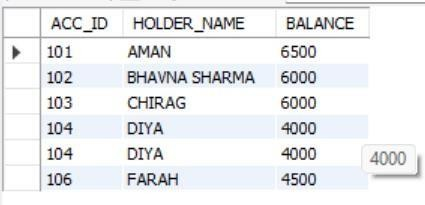 ACC_ID HOLDER_NAME BALANCE
101 AMAN 6500
102 BHAVNA SHARMA 6000
103 CHIRAG 6000
104 DIYA 4000
104 DIYA 4000
4000
106 FARAH 4500